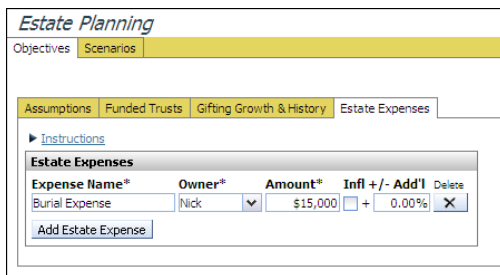 Estate Planning
Objectives Scenarios
Assumptions Funded Trusts Gifting Growth & History Estate Expenses
Instructions
Estate Expenses
Expense Name* Owner* Amount* Infl +/- Add'l Delete
Burial Expense Nick $15,000 + 0.00% X
Add Estate Expense